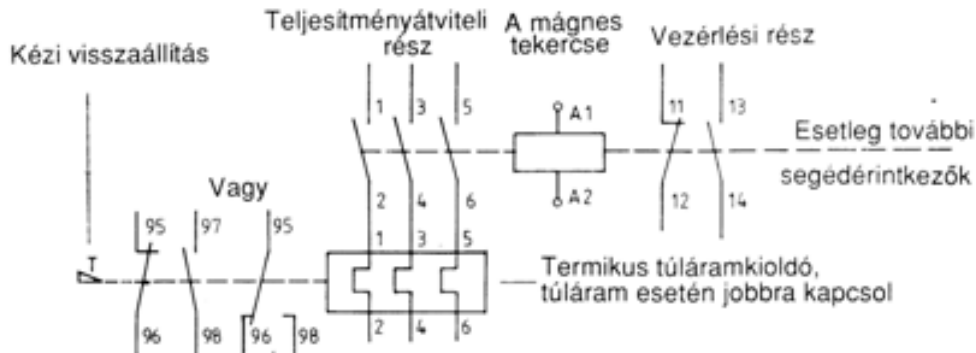 Teljesítményátviteli
rész
A mágnes
tekercse
Vezérlési rész
Kézi visszaállítás
1 3 5
A1
11 13
Esetleg további
segédérintkezők
2 4 6
A2
12 14
Vagy
95 97 95
1 3 5
T
Termikus túláramkioldó,
túláram esetén jobbra kapcsol
96 98 96 98
2 4 6